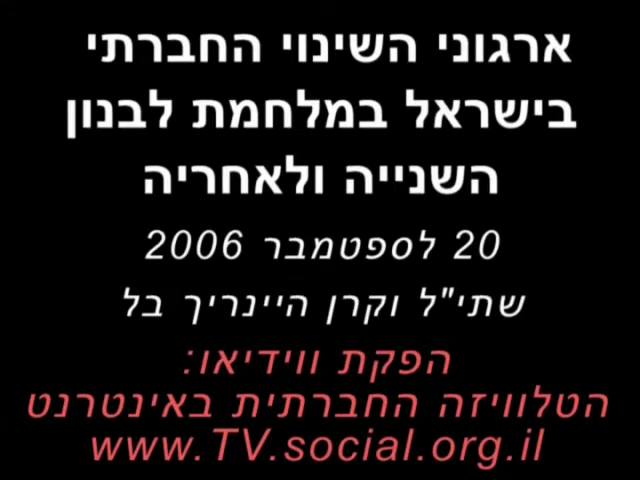 ארגוני השינוי החברתי
בישראל במלחמת לבנון
השנייה ולאחריה
20 לספטמבר 2006
שתי"ל וקרן היינריך בל
הפקת ווידיאו:
הטלוויזה החברתית באינטרנט
www.TV.social.org.il